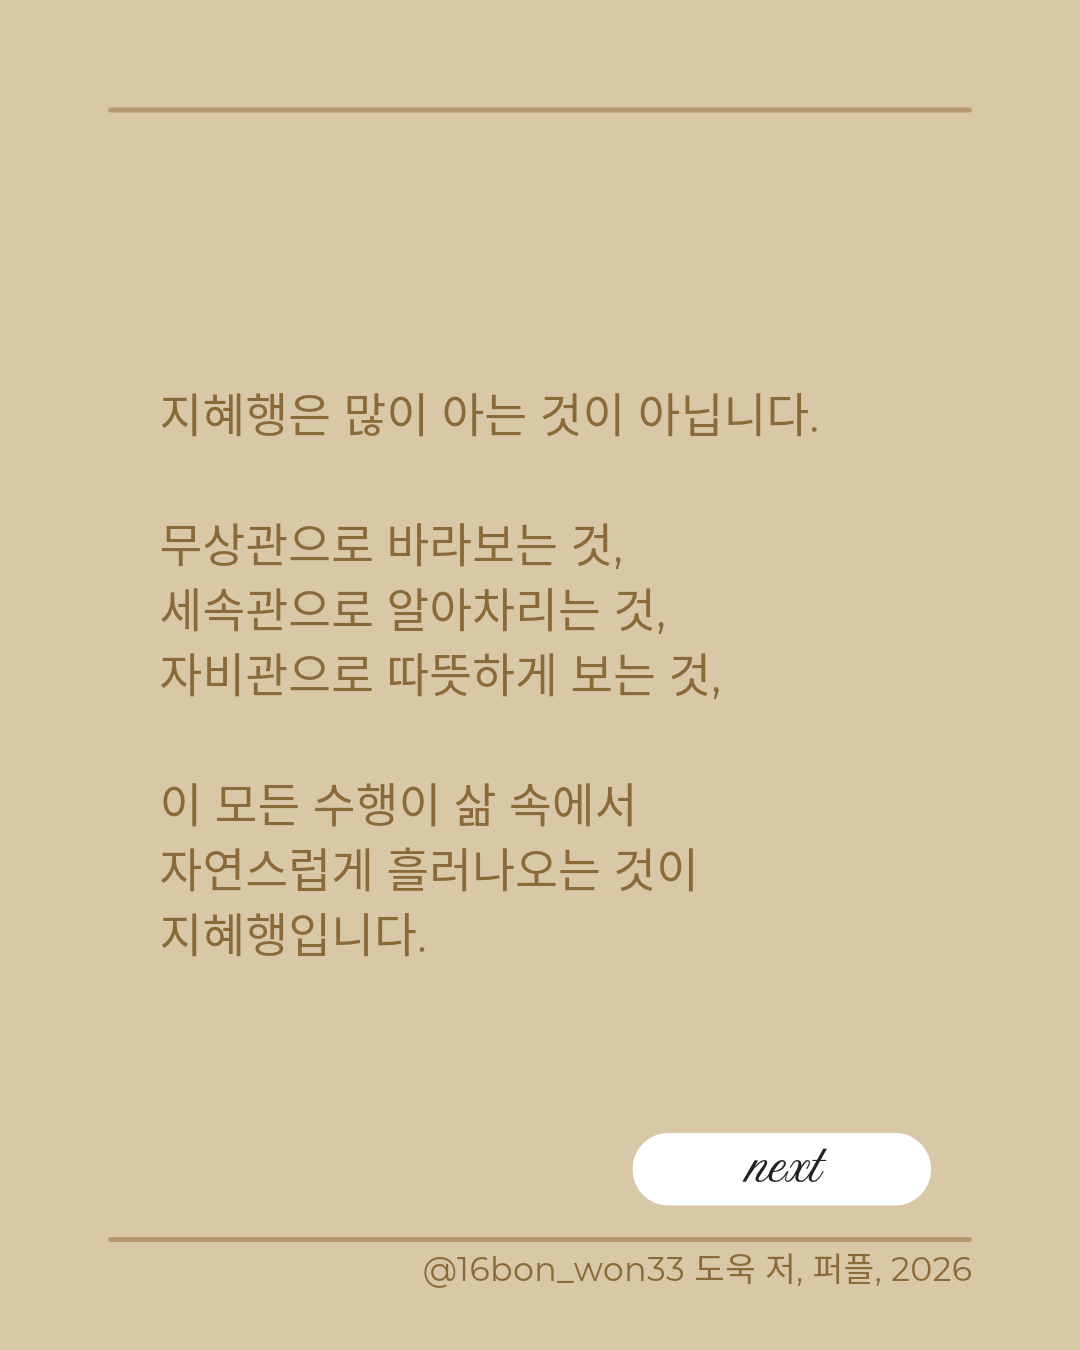 지혜행은 많이 아는 것이 아닙니다.
무상관으로 바라보는 것,
세속관으로 알아차리는 것,
자비관으로 따뜻하게 보는 것,
이 모든 수행이 삶 속에서
자연스럽게 흘러나오는 것이
지혜행입니다.
next
@16bon_won33 도욱 저, 퍼플, 2026